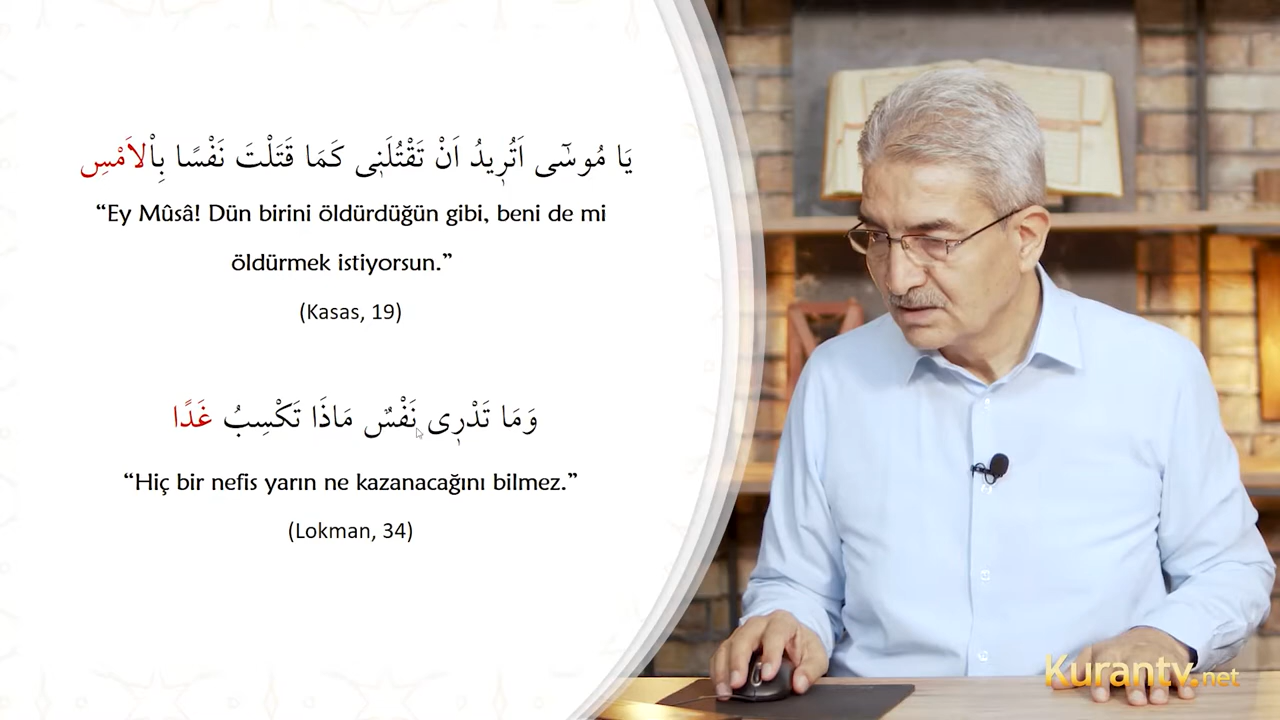 يَا مُوسٰٓى اَتُرٖيدُ اَنْ تَقْتُلَنٖى كَمَا قَتَلْتَ نَفْسًا بِاْلاَمْسِ
“Ey Mûsâ! Dün birini öldürdüğün gibi, beni de mi
öldürmek istiyorsun.”
(Kasas, 19)
وَمَا تَدْرٖى نَفْسٌ مَاذَا تَكْسِبُ غَدًا
“Hiç bir nefis yarın ne kazanacağını bilmez.”
(Lokman, 34)
Kurantv.net